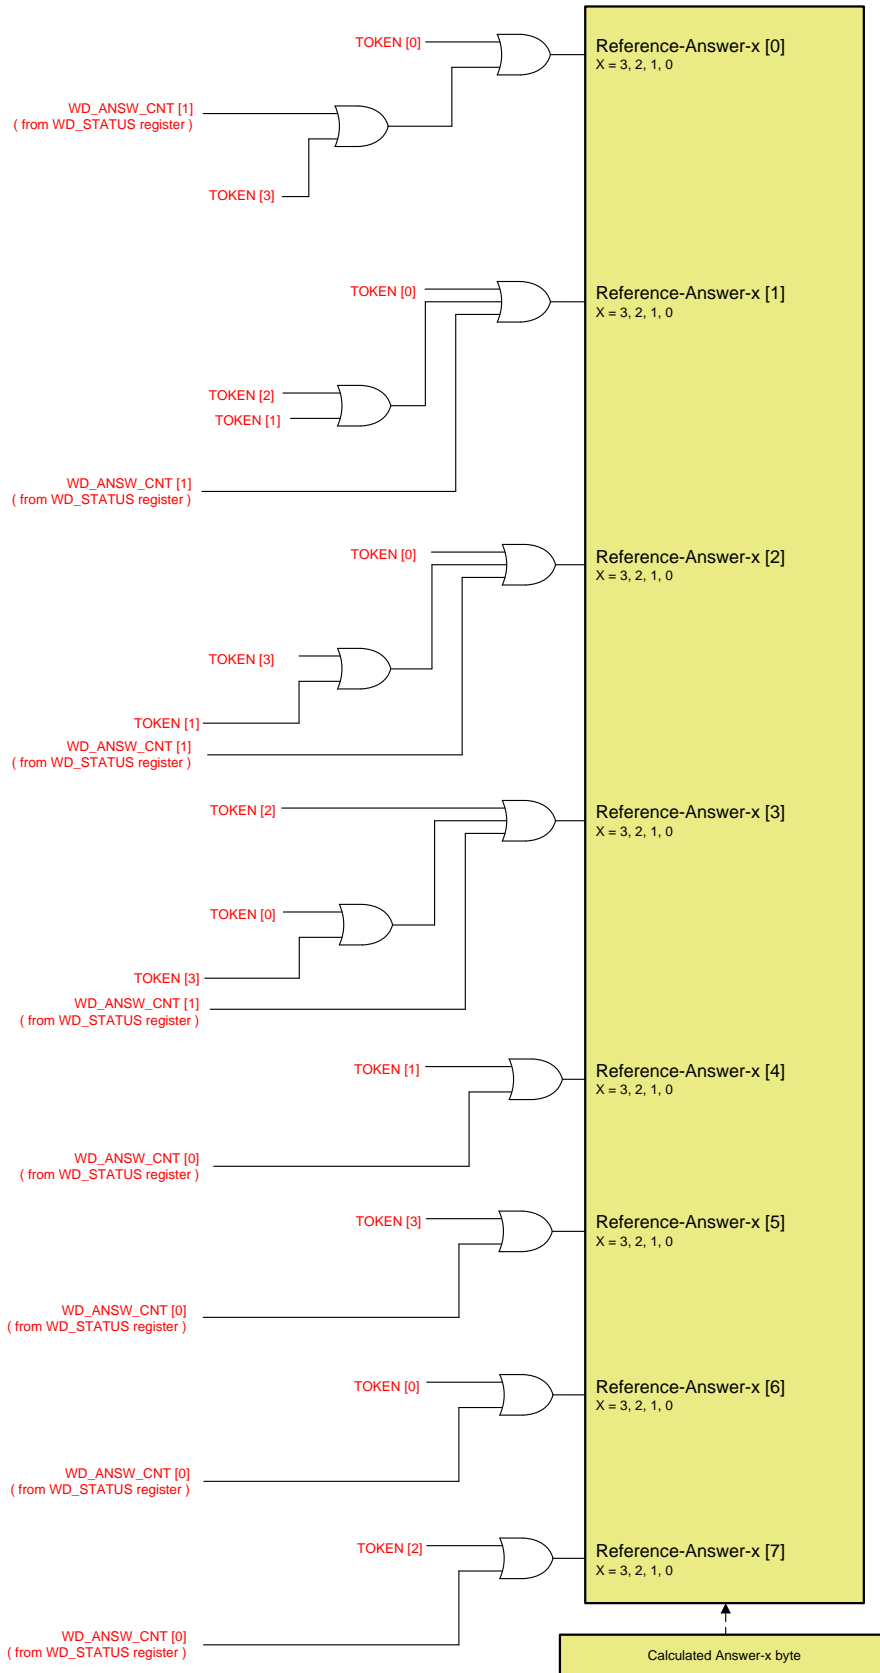 TOKEN [0]
Reference-Answer-x [0]
X = 3, 2, 1, 0
WD_ANSW_CNT [1]
( from WD_STATUS register )
TOKEN [3]
TOKEN [0]
Reference-Answer-x [1]
X = 3, 2, 1, 0
TOKEN [2]
TOKEN [1]
WD_ANSW_CNT [1]
( from WD_STATUS register )
TOKEN [0]
Reference-Answer-x [2]
X = 3, 2, 1, 0
TOKEN [3]
TOKEN [1]
WD_ANSW_CNT [1]
( from WD_STATUS register )
TOKEN [2]
Reference-Answer-x [3]
X = 3, 2, 1, 0
TOKEN [0]
TOKEN [3]
WD_ANSW_CNT [1]
( from WD_STATUS register )
TOKEN [1]
Reference-Answer-x [4]
X = 3, 2, 1, 0
WD_ANSW_CNT [0]
( from WD_STATUS register )
TOKEN [3]
Reference-Answer-x [5]
X = 3, 2, 1, 0
WD_ANSW_CNT [0]
( from WD_STATUS register )
TOKEN [0]
Reference-Answer-x [6]
X = 3, 2, 1, 0
WD_ANSW_CNT [0]
( from WD_STATUS register )
TOKEN [2]
Reference-Answer-x [7]
X = 3, 2, 1, 0
WD_ANSW_CNT [0]
( from WD_STATUS register )
Calculated Answer-x byte